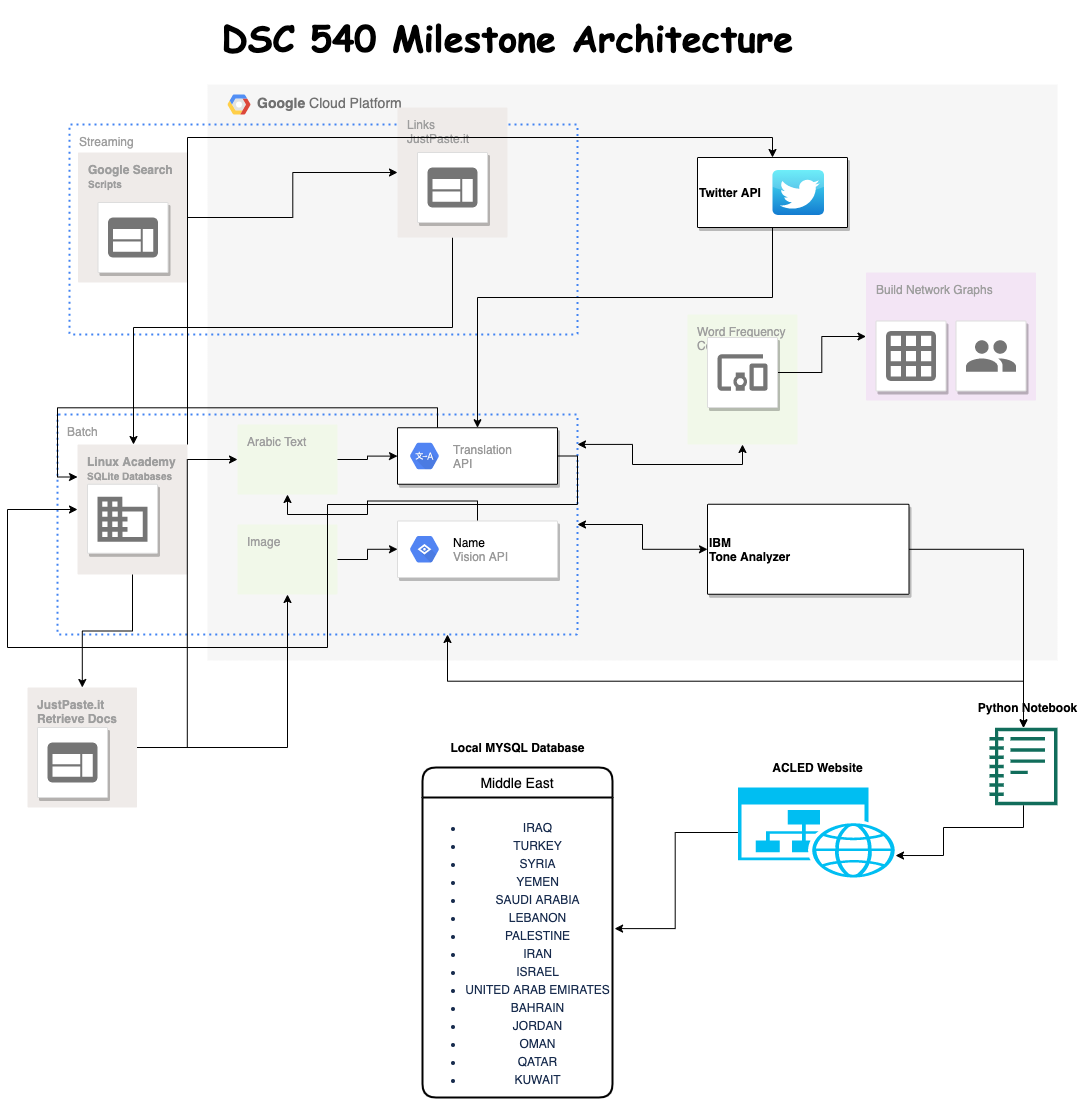 DSC 540 Milestone Architecture
Google Cloud Platform
Streaming
Google Search
Scripts
Links
JustPaste.it
Twitter API
Build Network Graphs
Word Frequency
Batch
Linux Academy
SQLite Databases
Arabic Text
Translation
API
Image
Name
Vision API
IBM
Tone Analyzer
JustPaste.it
Retrieve Docs
Python Notebook
Local MYSQL Database
ACLED Website
Middle East
IRAQ
TURKEY
SYRIA
YEMEN
SAUDI ARABIA
LEBANON
PALESTINE
IRAN
ISRAEL
UNITED ARAB EMIRATES
BAHRAIN
JORDAN
OMAN
QATAR
KUWAIT